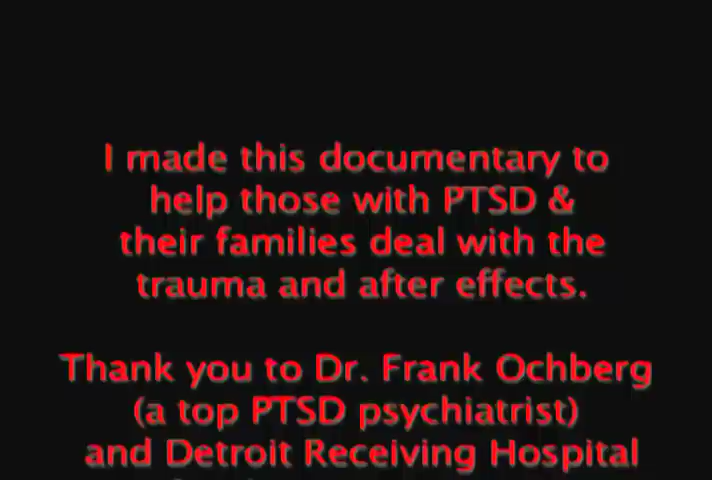 I made this documentary to
help those with PTSD &
their families deal with the
trauma and after effects.
Thank you to Dr. Frank Ochberg
(a top PTSD psychiatrist)
and Detroit Receiving Hospital